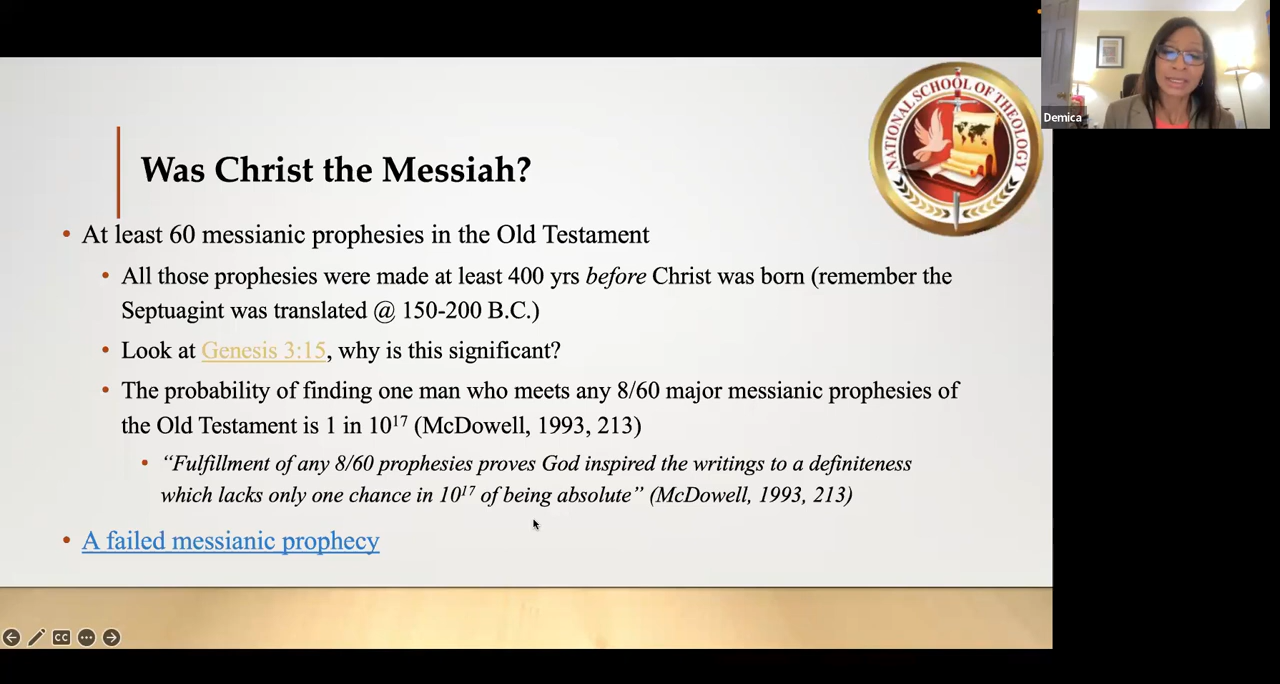 Demica
NATIONAL SCHOOL OF THEOLOGY
Was Christ the Messiah?
• At least 60 messianic prophesies in the Old Testament
• All those prophesies were made at least 400 yrs before Christ was born (remember the
Septuagint was translated @ 150-200 B.C.)
• Look at Genesis 3:15, why is this significant?
• The probability of finding one man who meets any 8/60 major messianic prophesies of
the Old Testament is 1 in 10¹⁷ (McDowell, 1993, 213)
• “Fulfillment of any 8/60 prophesies proves God inspired the writings to a definiteness
which lacks only one chance in 10¹⁷ of being absolute” (McDowell, 1993, 213)
• A failed messianic prophecy
CC